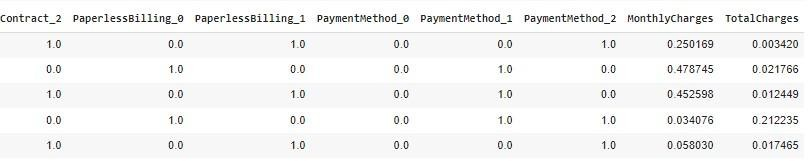 Contract_2 PaperlessBilling_0 PaperlessBilling_1 PaymentMethod_0 PaymentMethod_1 PaymentMethod_2 MonthlyCharges TotalCharges
1.0 0.0 1.0 0.0 0.0 1.0 0.250169 0.003420
0.0 1.0 0.0 0.0 1.0 0.0 0.478745 0.021766
1.0 0.0 1.0 0.0 1.0 0.0 0.452598 0.012449
0.0 1.0 0.0 0.0 1.0 1.0 0.034076 0.212235
1.0 0.0 1.0 0.0 0.0 1.0 0.058030 0.017465